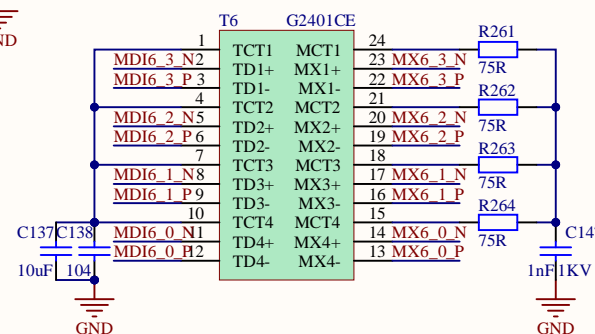 ND
T6 G2401CE
R261
1 TCT1 MCT1 24
MDI6_3_N 2 TD1+ MX1+ 23 MX6_3_N
75R
MDI6_3_P 3 TD1- MX1- 22 MX6_3_P
R262
4 TCT2 MCT2 21
MDI6_2_N 5 TD2+ MX2+ 20 MX6_2_N
75R
MDI6_2_P 6 TD2- MX2- 19 MX6_2_P
R263
7 TCT3 MCT3 18
MDI6_1_N 8 TD3+ MX3+ 17 MX6_1_N
75R
MDI6_1_P 9 TD3- MX3- 16 MX6_1_P
R264
10 TCT4 MCT4 15
C137 C138 MDI6_0_N 11 TD4+ MX4+ 14 MX6_0_N 75R C14
MDI6_0_P 12 TD4- MX4- 13 MX6_0_P
10uF 104 1nF 1KV
GND GND